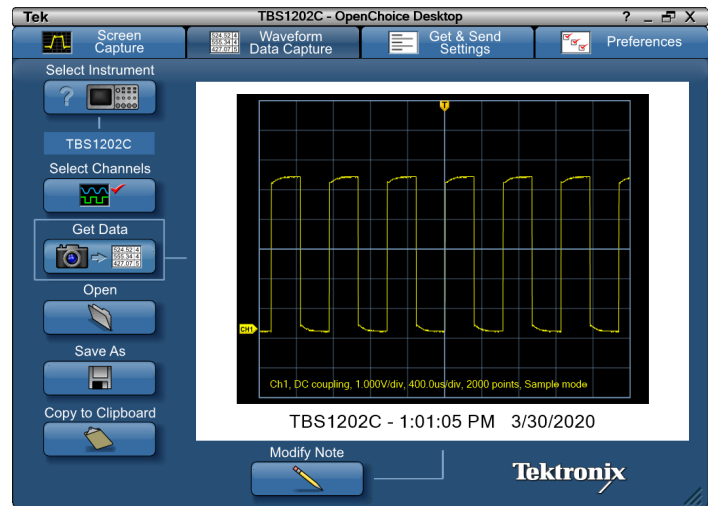 Tek
TBS1202C - OpenChoice Desktop
? _ X
Screen
Capture
Waveform
Data Capture
Get & Send
Settings
Preferences
Select Instrument
?
TBS1202C
Select Channels
Get Data
Open
Save As
Copy to Clipboard
T
CH1
Ch1, DC coupling, 1.000V/div, 400.0us/div, 2000 points, Sample mode
TBS1202C - 1:01:05 PM 3/30/2020
Modify Note
Tektronix